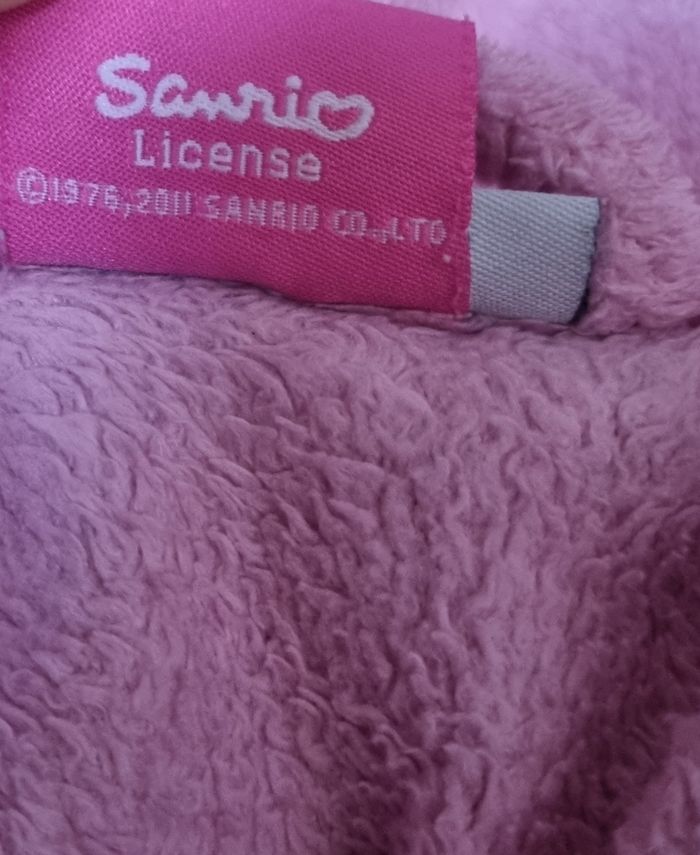 Sanrio
License
©1976,2011 SANRIO CO.,LTD.